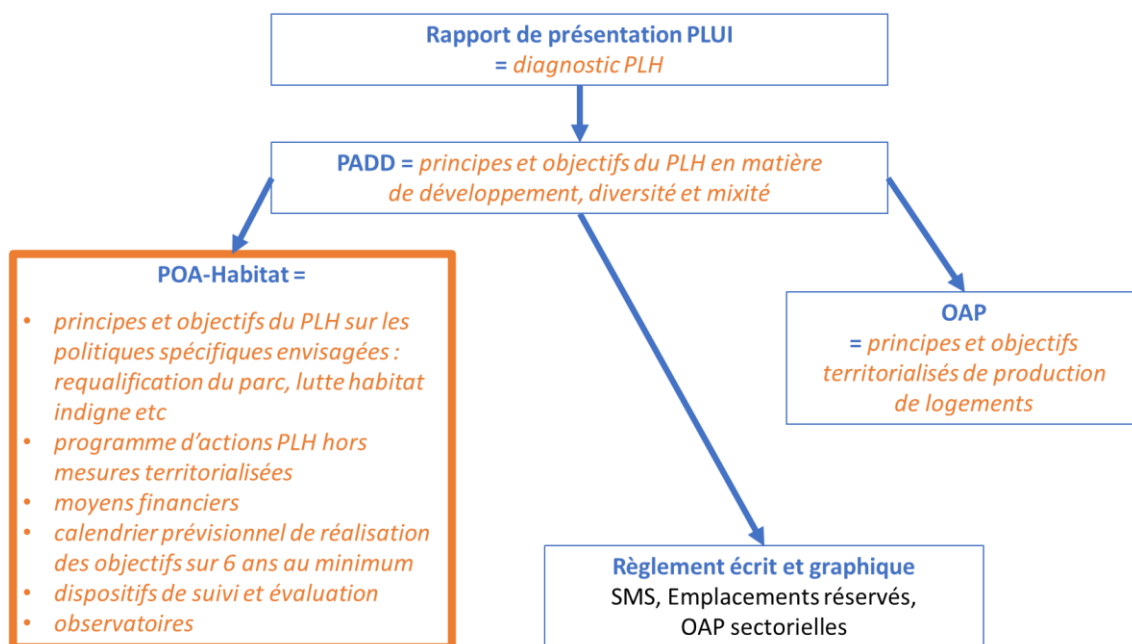 Rapport de présentation PLUI
= diagnostic PLH
PADD = principes et objectifs du PLH en matière
de développement, diversité et mixité
POA-Habitat =
• principes et objectifs du PLH sur les
politiques spécifiques envisagées :
requalification du parc, lutte habitat
indigne etc
• programme d’actions PLH hors
mesures territorialisées
• moyens financiers
• calendrier prévisionnel de réalisation
des objectifs sur 6 ans au minimum
• dispositifs de suivi et évaluation
• observatoires
OAP
= principes et objectifs
territorialisés de production
de logements
Règlement écrit et graphique
SMS, Emplacements réservés,
OAP sectorielles